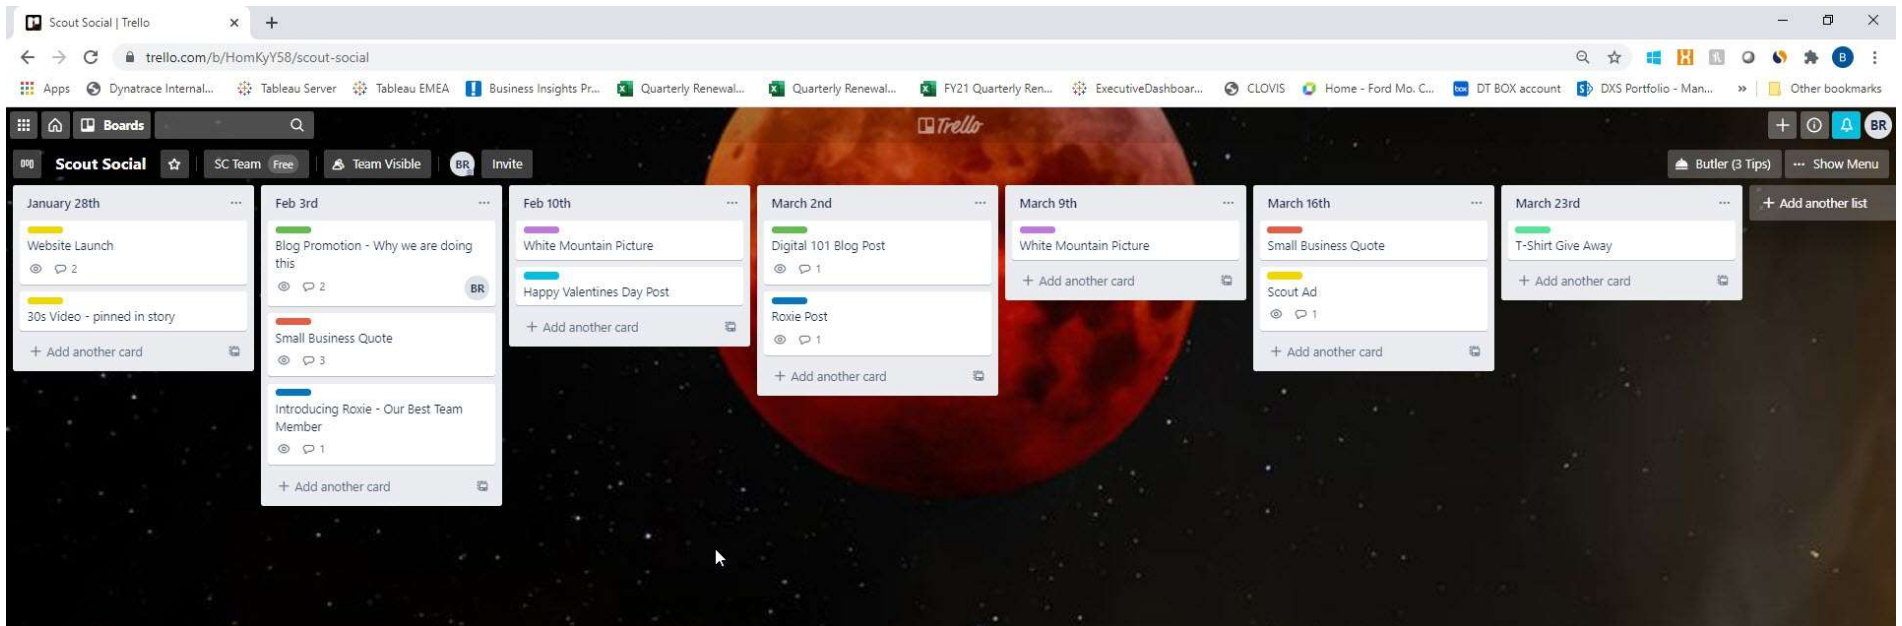 Scout Social | Trello
trello.com/b/HomKyY58/scout-social
B
Apps Dynatrace Internal... Tableau Server Tableau EMEA Business Insights Pr... Quarterly Renewal... Quarterly Renewal... FY21 Quarterly Ren... ExecutiveDashboar... CLOVIS Home - Ford Mo. C... box DT BOX account DXS Portfolio - Man... » Other bookmarks
Boards Trello BR
Scout Social SC Team Free Team Visible BR Invite Butler (3 Tips) ... Show Menu
January 28th
Website Launch
2
30s Video - pinned in story
+ Add another card
Feb 3rd
Blog Promotion - Why we are doing
this
2 BR
Small Business Quote
3
Introducing Roxie - Our Best Team
Member
1
+ Add another card
Feb 10th
White Mountain Picture
Happy Valentines Day Post
+ Add another card
March 2nd
Digital 101 Blog Post
1
Roxie Post
1
+ Add another card
March 9th
White Mountain Picture
+ Add another card
March 16th
Small Business Quote
Scout Ad
1
+ Add another card
March 23rd
T-Shirt Give Away
+ Add another card
+ Add another list